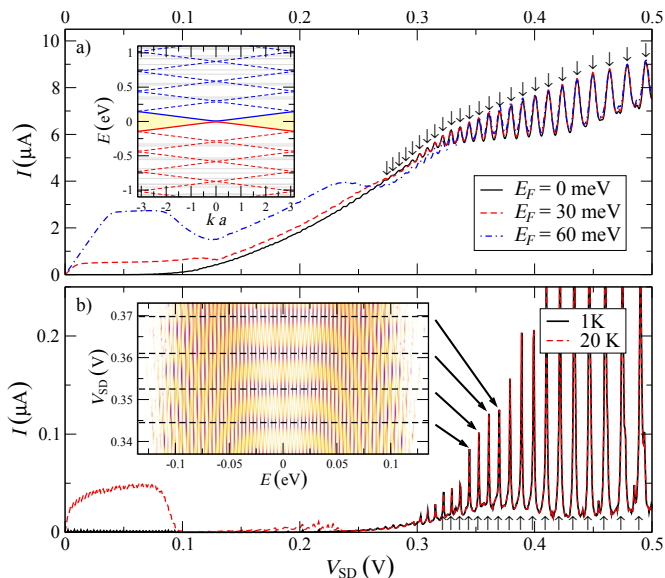 0 0.1 0.2 0.3 0.4 0.5
10
8
6
4
2
0
I (μA)
a)
1
0.5
0
-0.5
-1
E (eV)
-3 -2 -1 0 1 2 3
k a
E_F = 0 meV
E_F = 30 meV
E_F = 60 meV
b)
0.2
0.1
0
I (μA)
0.37
0.36
0.35
0.34
V_SD (V)
-0.1 -0.05 0 0.05 0.1
E (eV)
1K
20 K
0 0.1 0.2 0.3 0.4 0.5
V_SD (V)